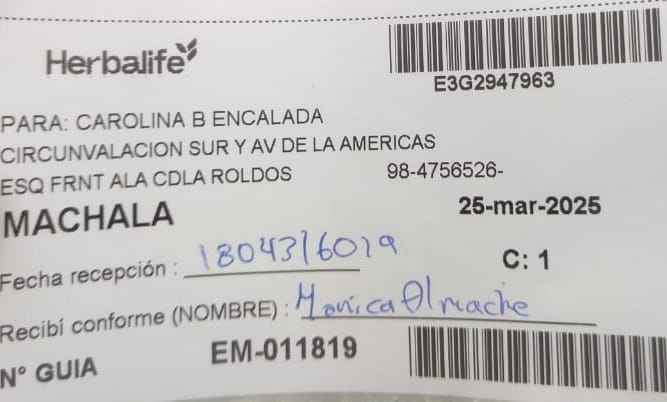 Herbalife
E3G2947963
PARA: CAROLINA B ENCALADA
CIRCUNVALACION SUR Y AV DE LA AMERICAS
ESQ FRNT ALA CDLA ROLDOS 98-4756526-
MACHALA 25-mar-2025
Fecha recepción : 1804316019 C: 1
Recibí conforme (NOMBRE) : Monica Almache
N° GUIA EM-011819